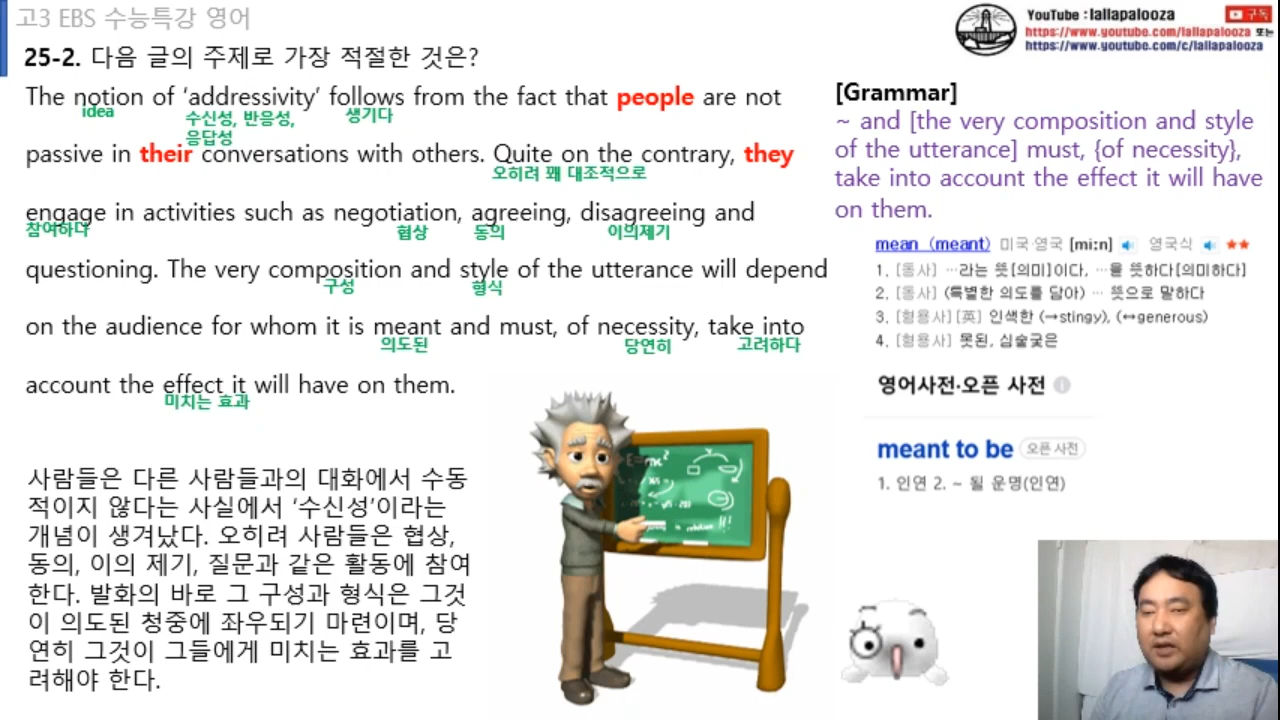 고3 EBS 수능특강 영어
25-2. 다음 글의 주제로 가장 적절한 것은?
The notion of ‘addressivity’ follows from the fact that people are not
idea
수신성, 반응성,
응답성
생기다
passive in their conversations with others. Quite on the contrary, they
오히려 꽤 대조적으로
engage in activities such as negotiation, agreeing, disagreeing and
참여하다
협상
동의
이의제기
questioning. The very composition and style of the utterance will depend
구성
형식
on the audience for whom it is meant and must, of necessity, take into
의도된
당연히
고려하다
account the effect it will have on them.
미치는 효과
사람들은 다른 사람들과의 대화에서 수동
적이지 않다는 사실에서 ‘수신성’이라는
개념이 생겨났다. 오히려 사람들은 협상,
동의, 이의 제기, 질문과 같은 활동에 참여
한다. 발화의 바로 그 구성과 형식은 그것
이 의도된 청중에 좌우되기 마련이며, 당
연히 그것이 그들에게 미치는 효과를 고
려해야 한다.
YouTube : lallapalooza
구독
https://www.youtube.com/lallapalooza 또는
https://www.youtube.com/c/lallapalooza
[Grammar]
~ and [the very composition and style
of the utterance] must, {of necessity},
take into account the effect it will have
on them.
mean (meant) 미국·영국 [miːn] 영국식 ★★
1. [동사] …라는 뜻[의미]이다, …을 뜻하다[의미하다]
2. [동사] (특별한 의도를 담아) … 뜻으로 말하다
3. [형용사] [英] 인색한 (→stingy), (↔generous)
4. [형용사] 못된, 심술궂은
영어사전·오픈 사전
meant to be 오픈 사전
1. 인연 2. ~ 될 운명(인연)